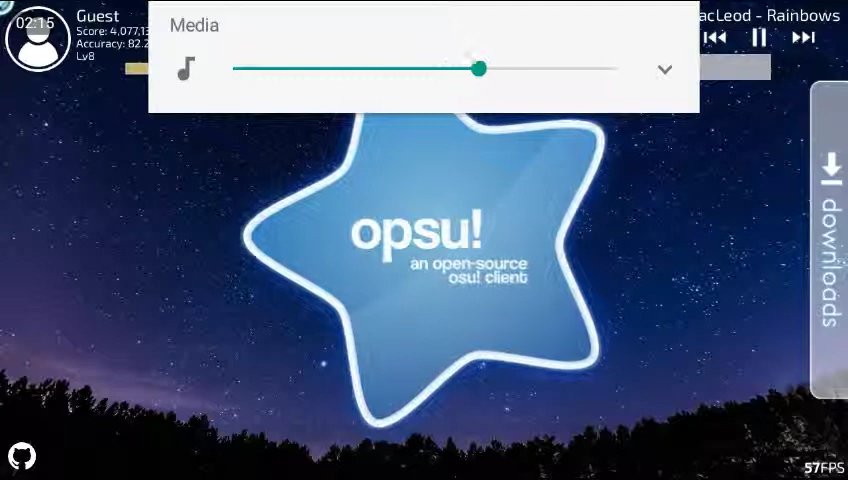 02:15
Guest
Score: 4,077,13
Accuracy: 82.2
Lv8
Media
acLeod - Rainbows
opsu!
an open-source
osu! client
downloads
57FPS